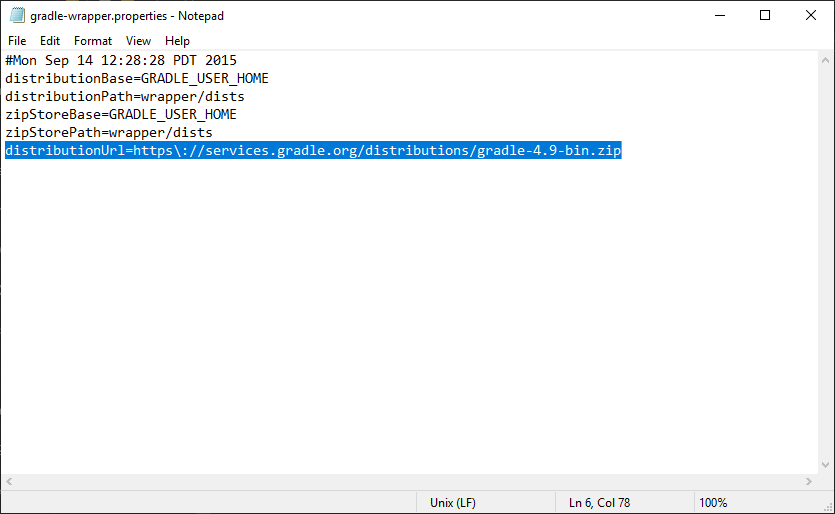 gradle-wrapper.properties - Notepad
File Edit Format View Help
#Mon Sep 14 12:28:28 PDT 2015
distributionBase=GRADLE_USER_HOME
distributionPath=wrapper/dists
zipStoreBase=GRADLE_USER_HOME
zipStorePath=wrapper/dists
distributionUrl=https\://services.gradle.org/distributions/gradle-4.9-bin.zip
Unix (LF) Ln 6, Col 78 100%